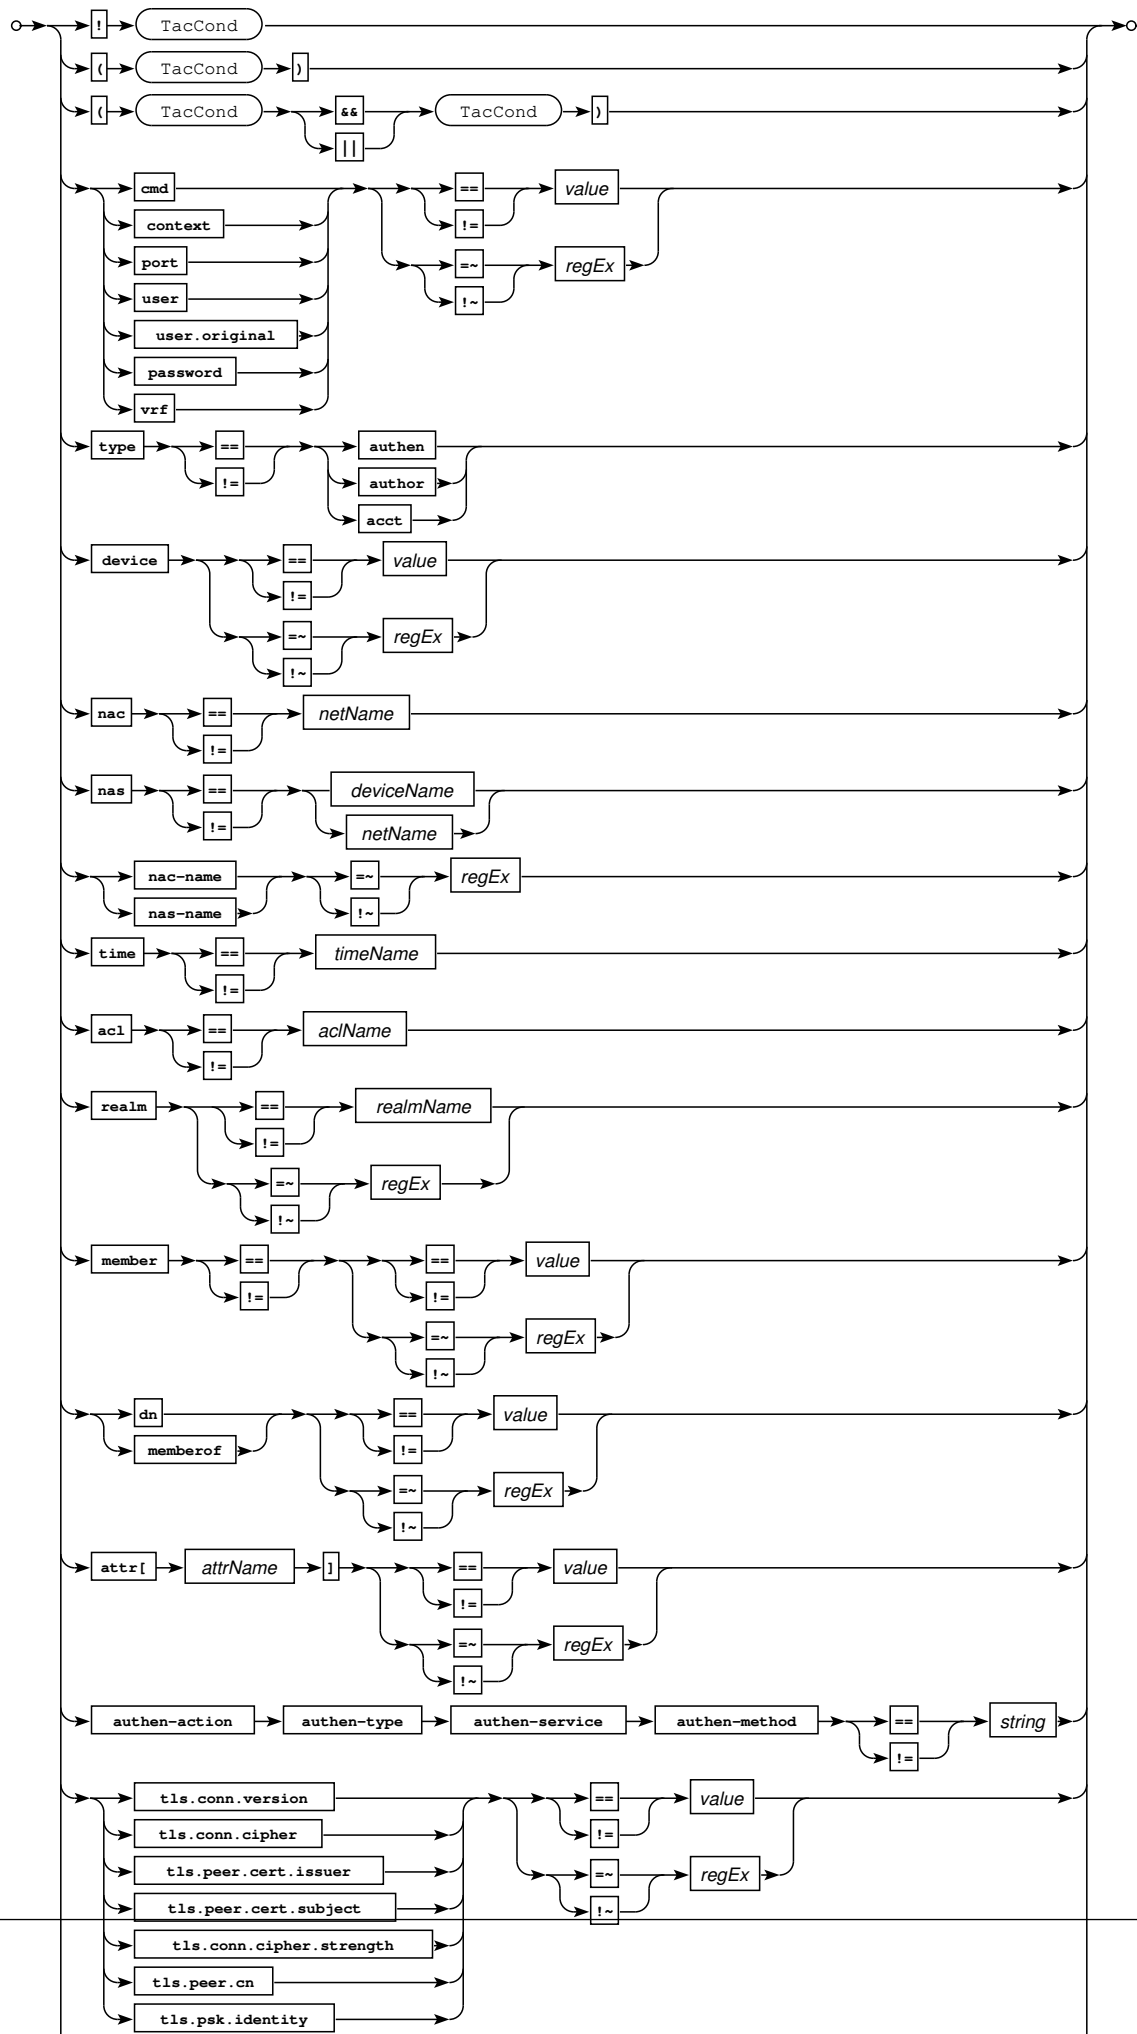 ! TacCond
( TacCond )
( TacCond && TacCond )
||
cmd == value
context !=
port =~ regEx
user !~
user.original
password
vrf
type == authen
!= author
acct
device == value
!=
=~ regEx
!~
nac == netName
!=
nas == deviceName
!= netName
nac-name =~ regEx
nas-name !~
time == timeName
!=
acl == aclName
!=
realm == realmName
!=
=~ regEx
!~
member == == value
!= !=
=~ regEx
!~
dn == value
memberof !=
=~ regEx
!~
attr[ attrName ] == value
!=
=~ regEx
!~
authen-action authen-type authen-service authen-method == string
!=
tls.conn.version == value
tls.conn.cipher !=
tls.peer.cert.issuer =~ regEx
tls.peer.cert.subject !~
tls.conn.cipher.strength
tls.peer.cn
tls.psk.identity